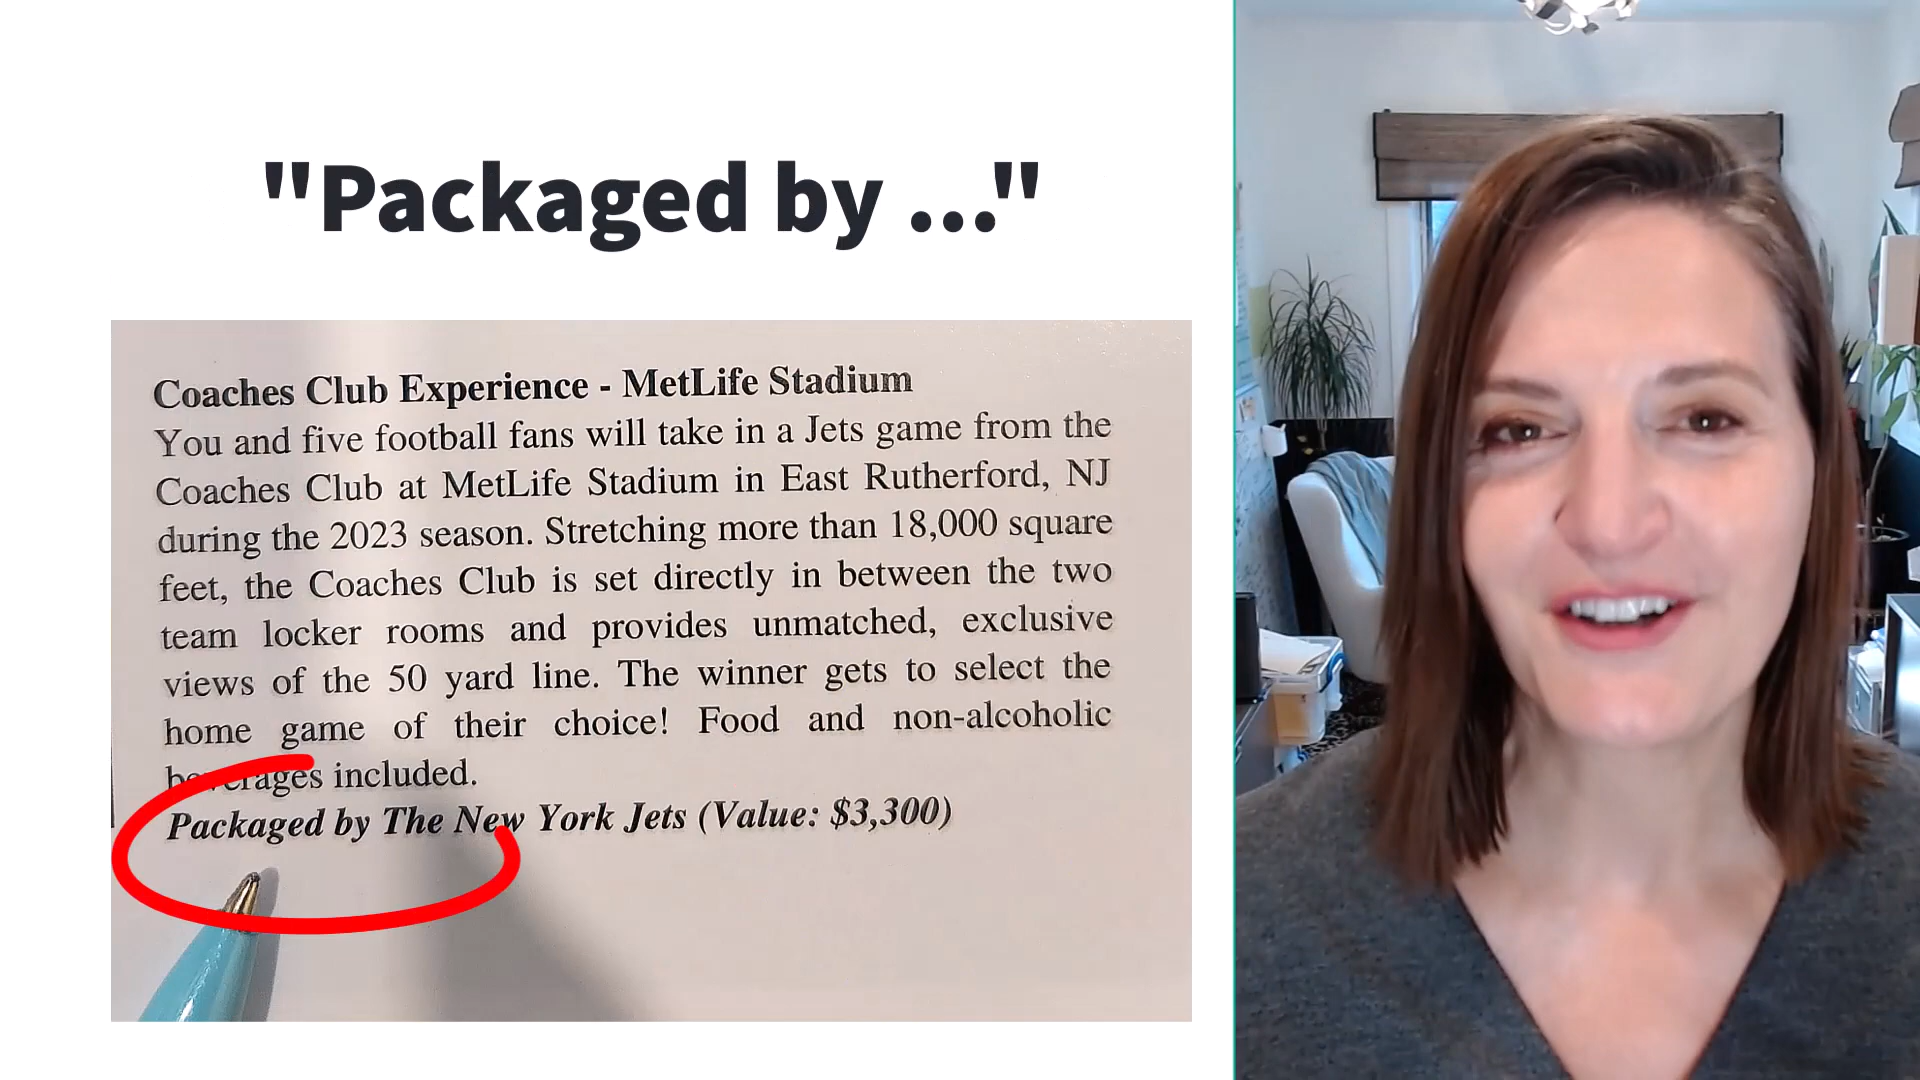 "Packaged by ..."
Coaches Club Experience - MetLife Stadium
You and five football fans will take in a Jets game from the
Coaches Club at MetLife Stadium in East Rutherford, NJ
during the 2023 season. Stretching more than 18,000 square
feet, the Coaches Club is set directly in between the two
team locker rooms and provides unmatched, exclusive
views of the 50 yard line. The winner gets to select the
home game of their choice! Food and non-alcoholic
beverages included.
Packaged by The New York Jets (Value: $3,300)